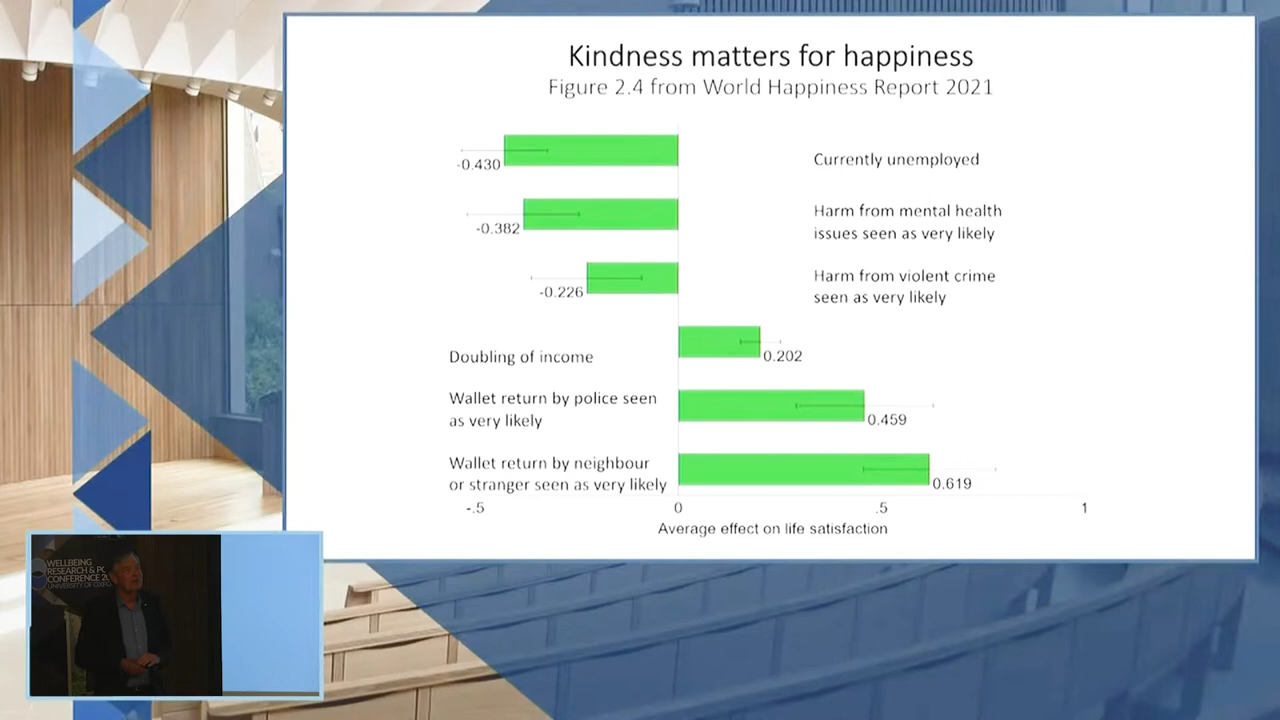 Kindness matters for happiness
Figure 2.4 from World Happiness Report 2021
-0.430
Currently unemployed
-0.382
Harm from mental health
issues seen as very likely
-0.226
Harm from violent crime
seen as very likely
Doubling of income
0.202
Wallet return by police seen
as very likely
0.459
Wallet return by neighbour
or stranger seen as very likely
0.619
-.5
0
.5
1
Average effect on life satisfaction
WELLBEING
RESEARCH &
CONFERENCE
UNIVERSITY OF